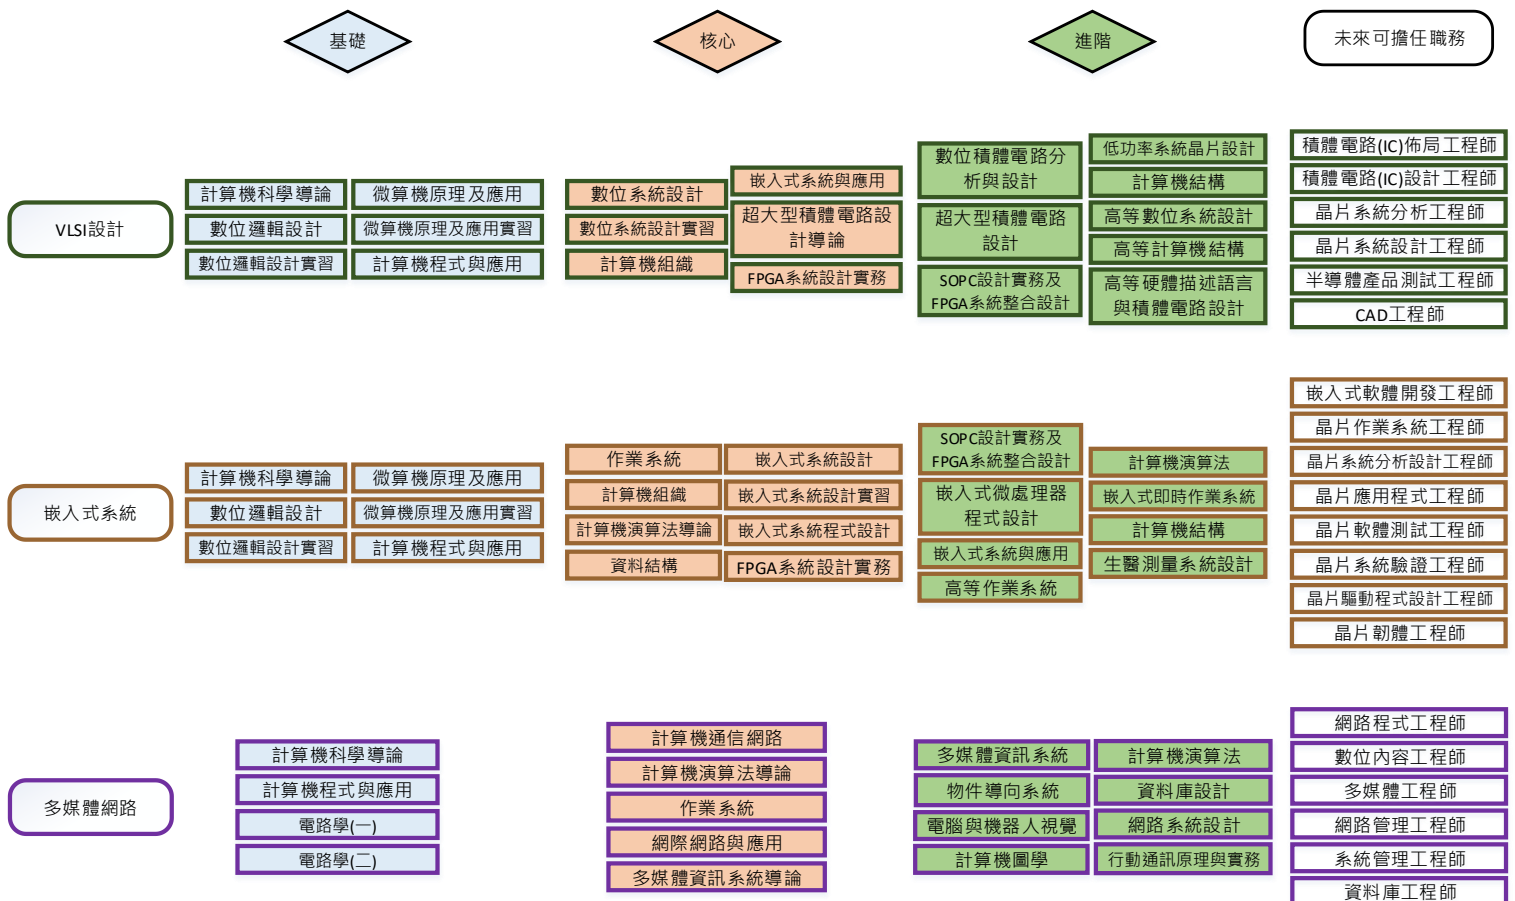 基礎
核心
進階
未來可擔任職務
VLSI設計
計算機科學導論
微算機原理及應用
數位邏輯設計
微算機原理及應用實習
數位邏輯設計實習
計算機程式與應用
數位系統設計
數位系統設計實習
計算機組織
嵌入式系統與應用
超大型積體電路設
計導論
FPGA系統設計實務
數位積體電路分
析與設計
超大型積體電路
設計
SOPC設計實務及
FPGA系統整合設計
低功率系統晶片設計
計算機結構
高等數位系統設計
高等計算機結構
高等硬體描述語言
與積體電路設計
積體電路(IC)佈局工程師
積體電路(IC)設計工程師
晶片系統分析工程師
晶片系統設計工程師
半導體產品測試工程師
CAD工程師
嵌入式系統
計算機科學導論
微算機原理及應用
數位邏輯設計
微算機原理及應用實習
數位邏輯設計實習
計算機程式與應用
作業系統
計算機組織
計算機演算法導論
資料結構
嵌入式系統設計
嵌入式系統設計實習
嵌入式系統程式設計
FPGA系統設計實務
SOPC設計實務及
FPGA系統整合設計
嵌入式微處理器
程式設計
嵌入式系統與應用
高等作業系統
計算機演算法
嵌入式即時作業系統
計算機結構
生醫測量系統設計
嵌入式軟體開發工程師
晶片作業系統工程師
晶片系統分析設計工程師
晶片應用程式工程師
晶片軟體測試工程師
晶片系統驗證工程師
晶片驅動程式設計工程師
晶片韌體工程師
多媒體網路
計算機科學導論
計算機程式與應用
電路學(一)
電路學(二)
計算機通信網路
計算機演算法導論
作業系統
網際網路與應用
多媒體資訊系統導論
多媒體資訊系統
物件導向系統
電腦與機器人視覺
計算機圖學
計算機演算法
資料庫設計
網路系統設計
行動通訊原理與實務
網路程式工程師
數位內容工程師
多媒體工程師
網路管理工程師
系統管理工程師
資料庫工程師